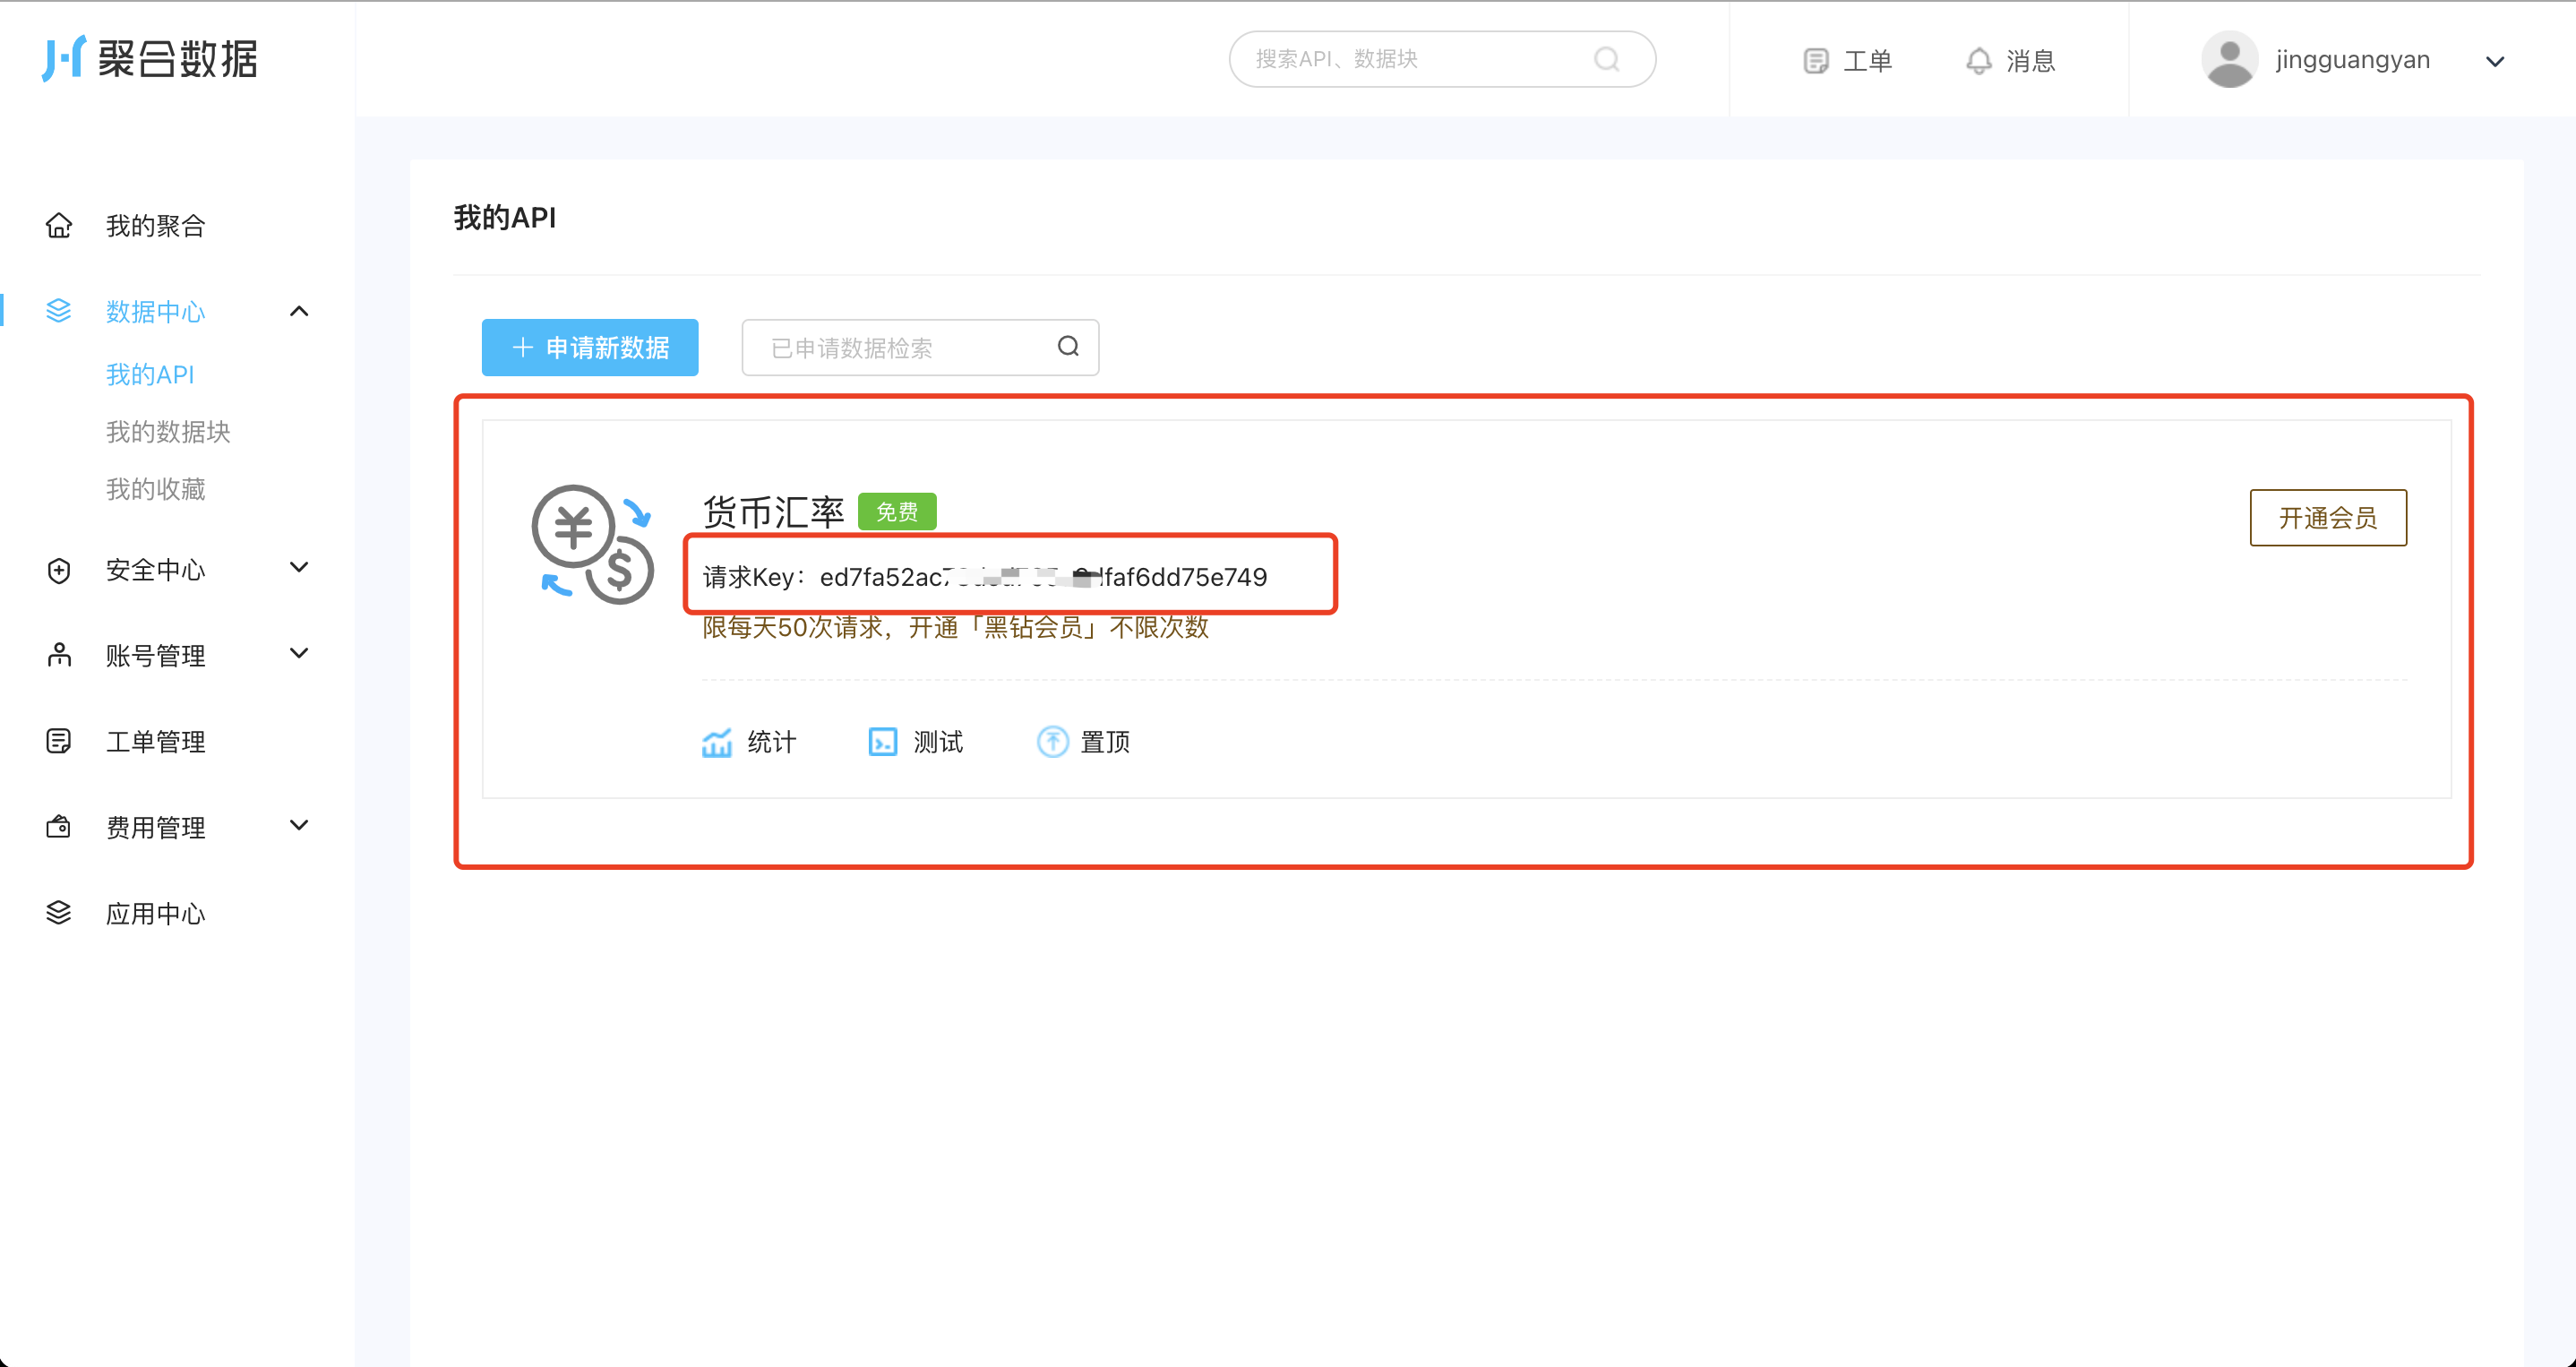 聚合数据
搜索API、数据块
工单
消息
jingguangyan
我的聚合
数据中心
我的API
我的数据块
我的收藏
安全中心
账号管理
工单管理
费用管理
应用中心
我的API
申请新数据
已申请数据检索
货币汇率 免费
开通会员
请求Key：ed7fa52ac faf6dd75e749
限每天50次请求，开通「黑钻会员」不限次数
统计
测试
置顶